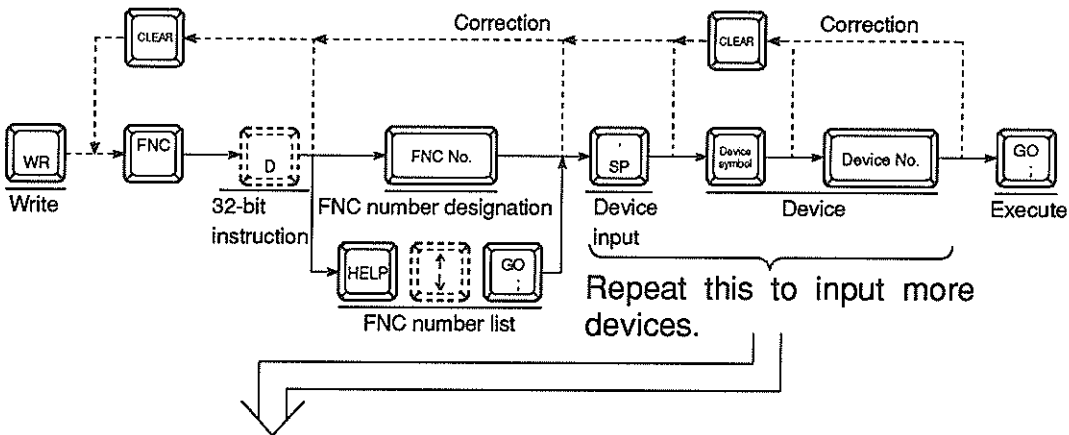 CLEAR
Correction
CLEAR
Correction
WR
FNC
D
FNC No.
'
SP
Device
symbol
Device No.
GO
;
Write
32-bit
instruction
FNC number designation
Device
input
Device
Execute
HELP
↑
↓
GO
;
FNC number list
Repeat this to input more
devices.